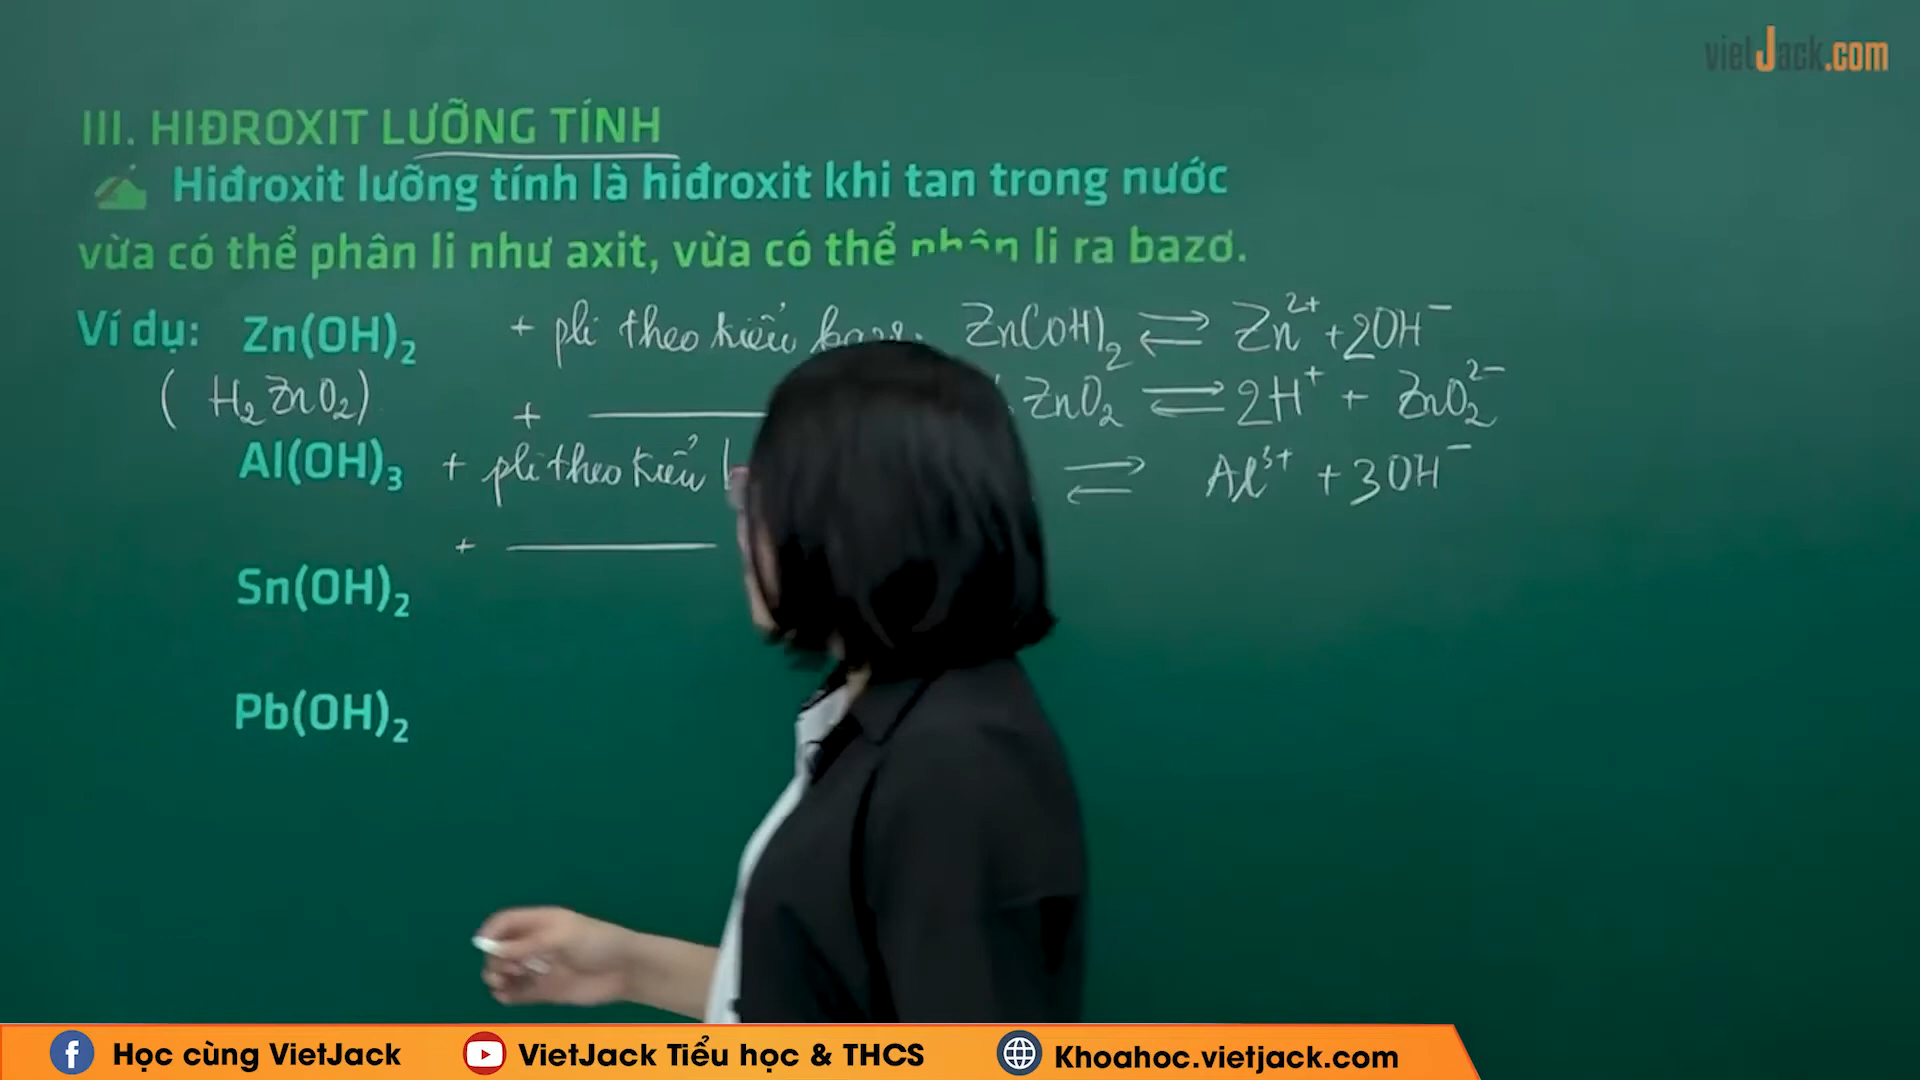 vietJack.com
III. HIĐROXIT LƯỠNG TÍNH
Hiđroxit lưỡng tính là hiđroxit khi tan trong nước
vừa có thể phân li như axit, vừa có thể phân li ra bazơ.
Ví dụ: Zn(OH)₂ + pli theo kiểu bazơ: Zn(OH)₂ ⇌ Zn²⁺ + 2OH⁻
(H₂ZnO₂) + ZnO₂ ⇌ 2H⁺ + ZnO₂²⁻
Al(OH)₃ + pli theo kiểu ⇌ Al³⁺ + 3OH⁻
+
Sn(OH)₂
Pb(OH)₂
Học cùng VietJack VietJack Tiểu học & THCS Khoahoc.vietjack.com